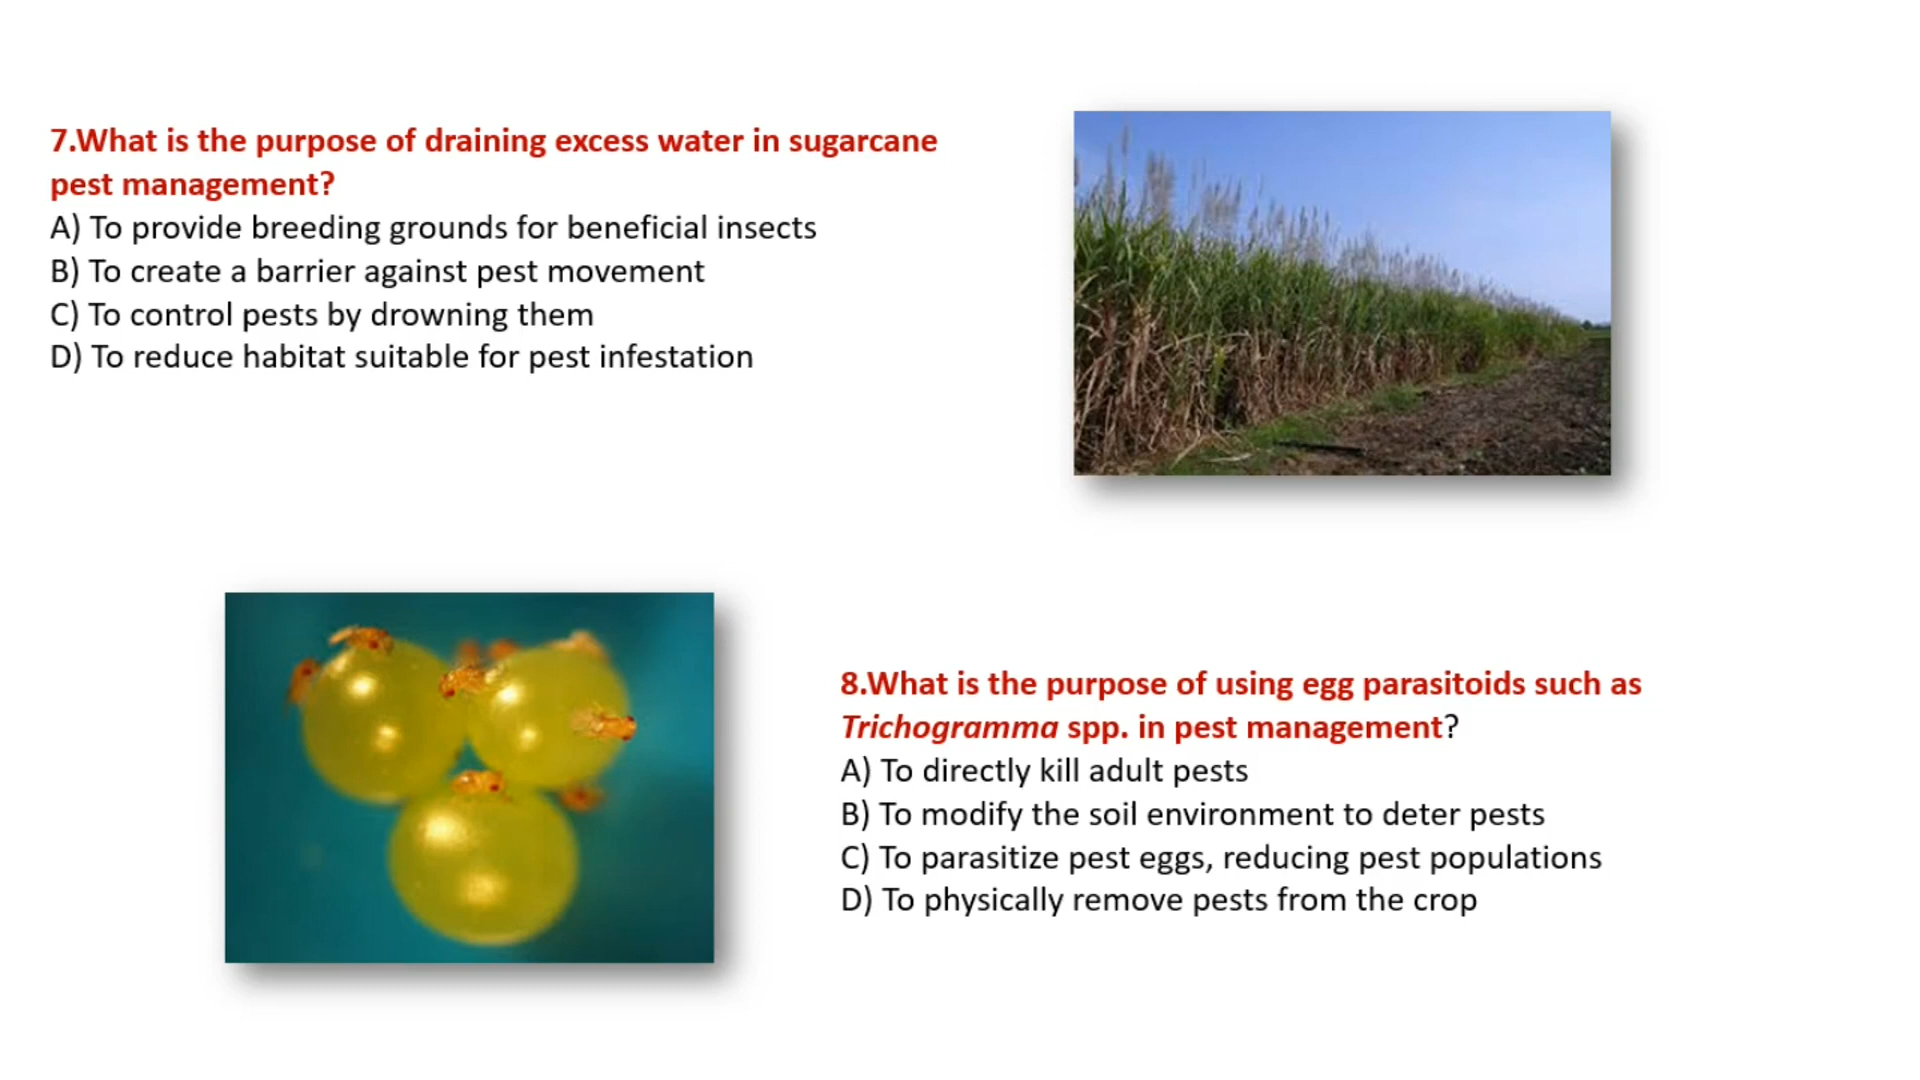 7.What is the purpose of draining excess water in sugarcane
pest management?
A) To provide breeding grounds for beneficial insects
B) To create a barrier against pest movement
C) To control pests by drowning them
D) To reduce habitat suitable for pest infestation
8.What is the purpose of using egg parasitoids such as
Trichogramma spp. in pest management?
A) To directly kill adult pests
B) To modify the soil environment to deter pests
C) To parasitize pest eggs, reducing pest populations
D) To physically remove pests from the crop